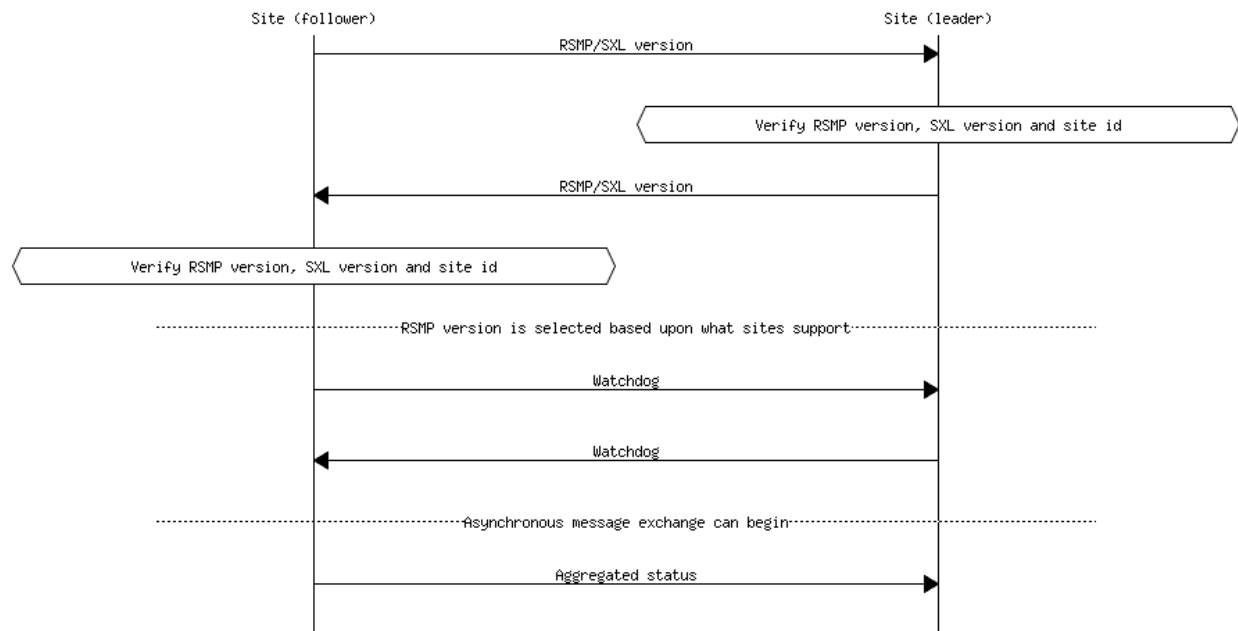 Site (follower)
Site (leader)
RSMP/SXL version
Verify RSMP version, SXL version and site id
RSMP/SXL version
Verify RSMP version, SXL version and site id
RSMP version is selected based upon what sites support
Watchdog
Watchdog
Asynchronous message exchange can begin
Aggregated status